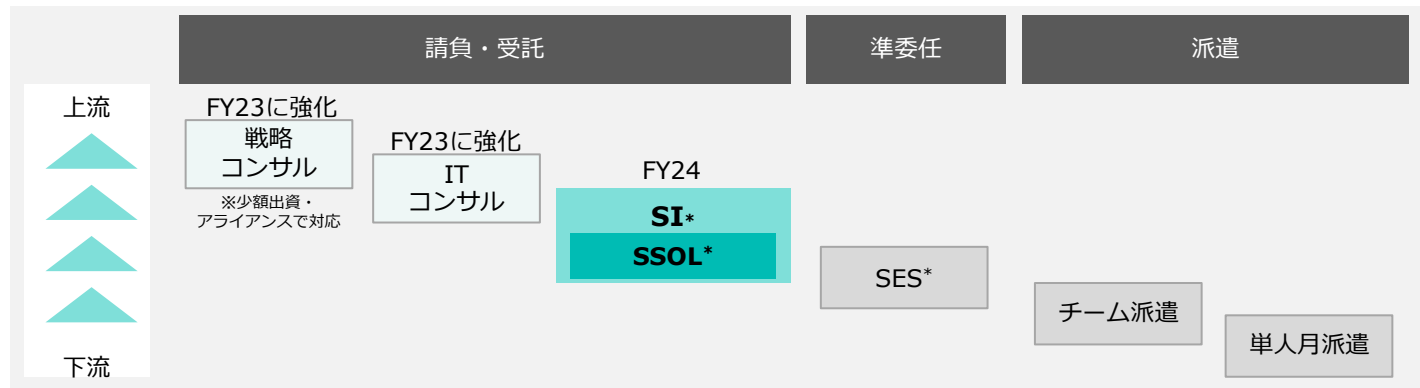 請負・受託
準委任
派遣
上流
下流
FY23に強化
戦略
コンサル
※少額出資・
アライアンスで対応
FY23に強化
IT
コンサル
FY24
SI*
SSOL*
SES*
チーム派遣
単人月派遣